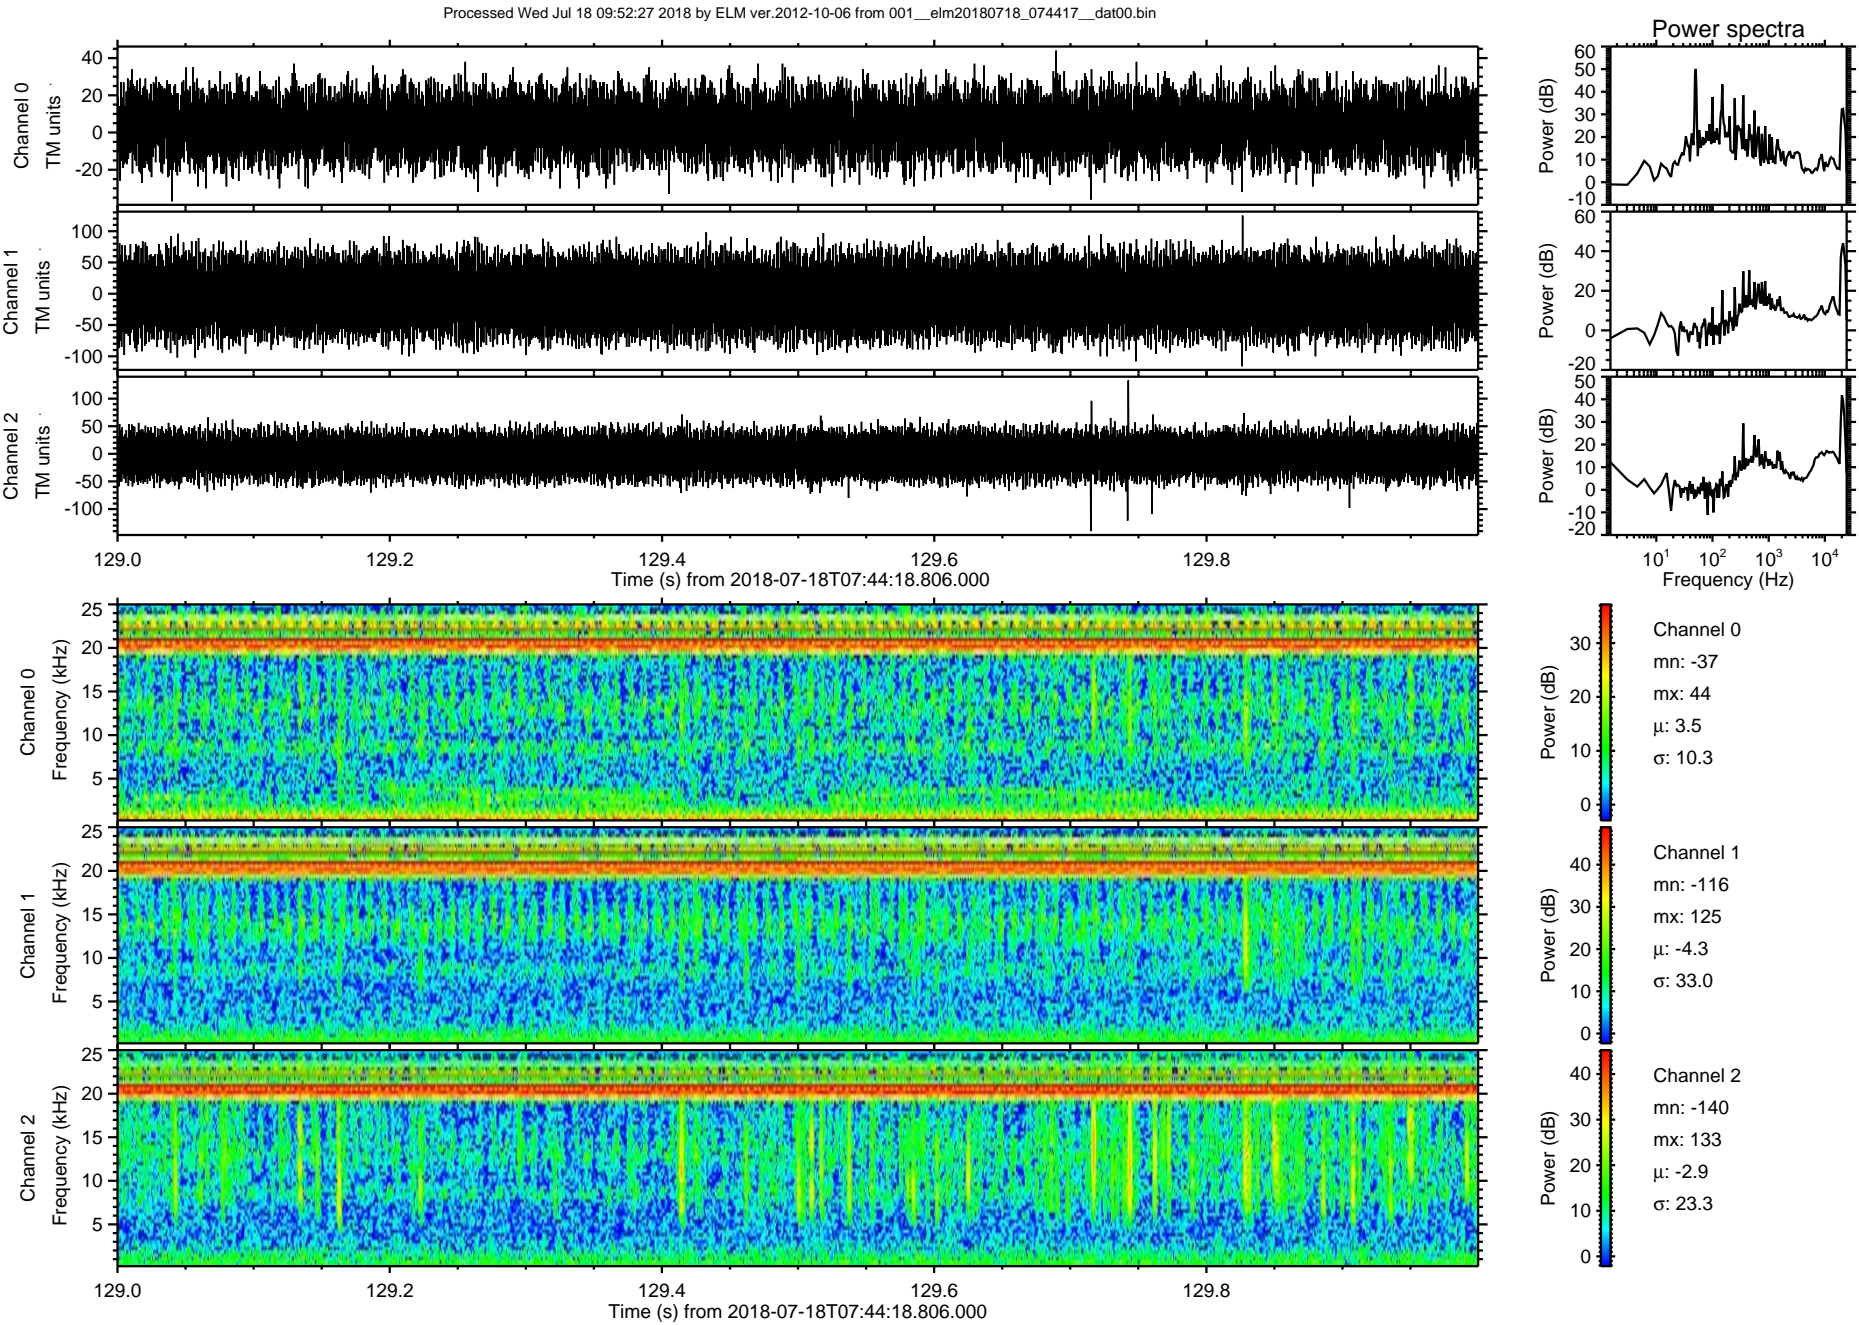 Processed Wed Jul 18 09:52:27 2018 by ELM ver.2012-10-06 from 001__elm20180718_074417__dat00.bin
Power spectra
Channel 0
TM units
40
20
0
-20
Power (dB)
60
50
40
30
20
10
0
-10
Channel 1
TM units
100
50
0
-50
-100
Power (dB)
60
40
20
0
-20
Channel 2
TM units
100
50
0
-50
-100
Power (dB)
50
40
30
20
10
0
-10
-20
129.0 129.2 129.4 129.6 129.8
Time (s) from 2018-07-18T07:44:18.806.000
10¹ 10² 10³ 10⁴
Frequency (Hz)
Channel 0
Frequency (kHz)
25
20
15
10
5
Power (dB)
30
20
10
0
Channel 0
mn: -37
mx: 44
μ: 3.5
σ: 10.3
Channel 1
Frequency (kHz)
25
20
15
10
5
Power (dB)
40
30
20
10
0
Channel 1
mn: -116
mx: 125
μ: -4.3
σ: 33.0
Channel 2
Frequency (kHz)
25
20
15
10
5
Power (dB)
40
30
20
10
0
Channel 2
mn: -140
mx: 133
μ: -2.9
σ: 23.3
129.0 129.2 129.4 129.6 129.8
Time (s) from 2018-07-18T07:44:18.806.000